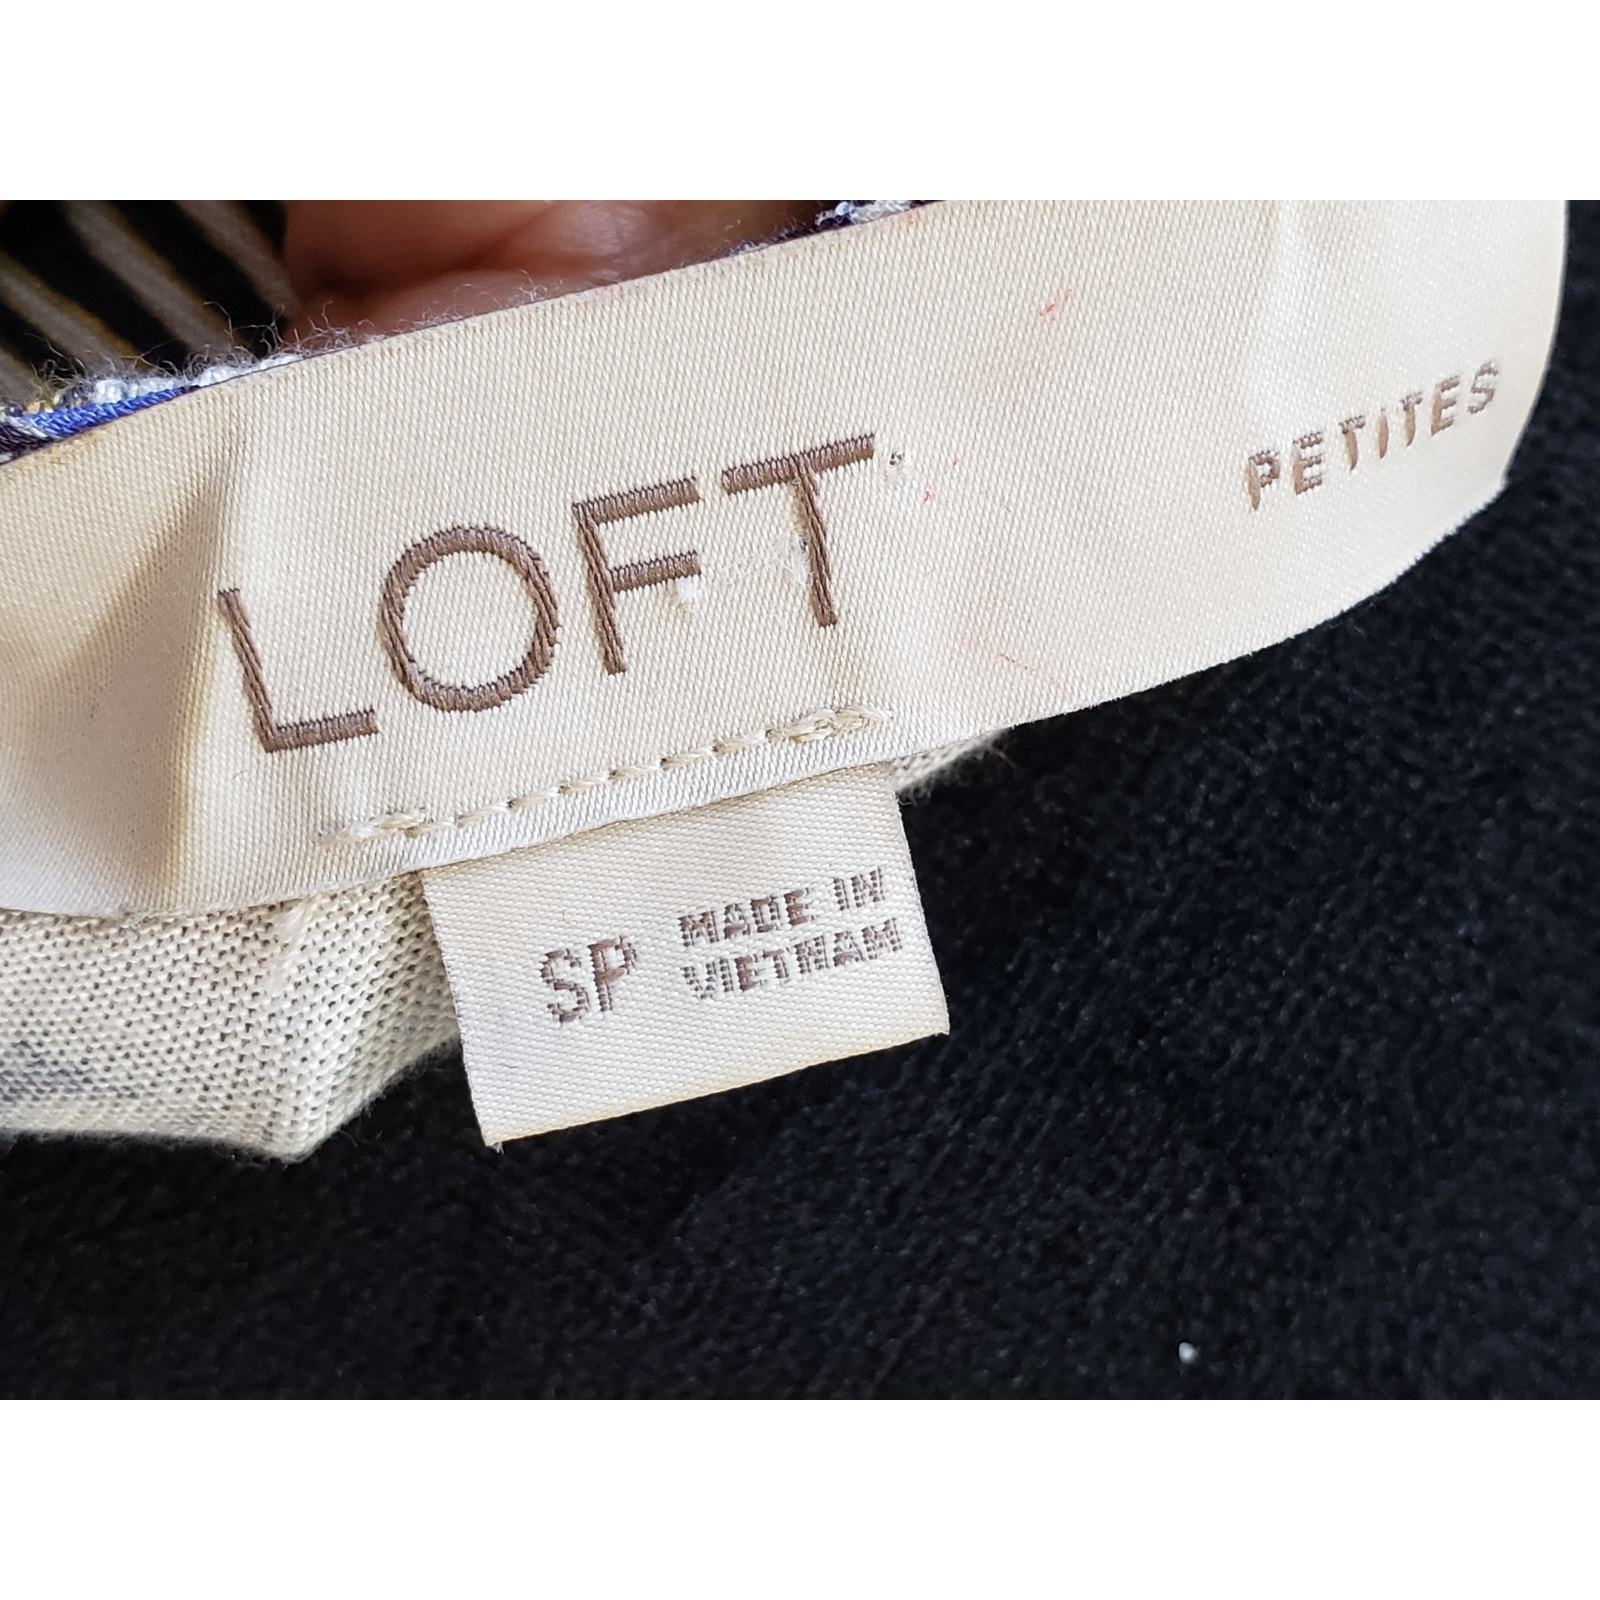 LOFT
PETITES
SP
MADE IN
VIETNAM